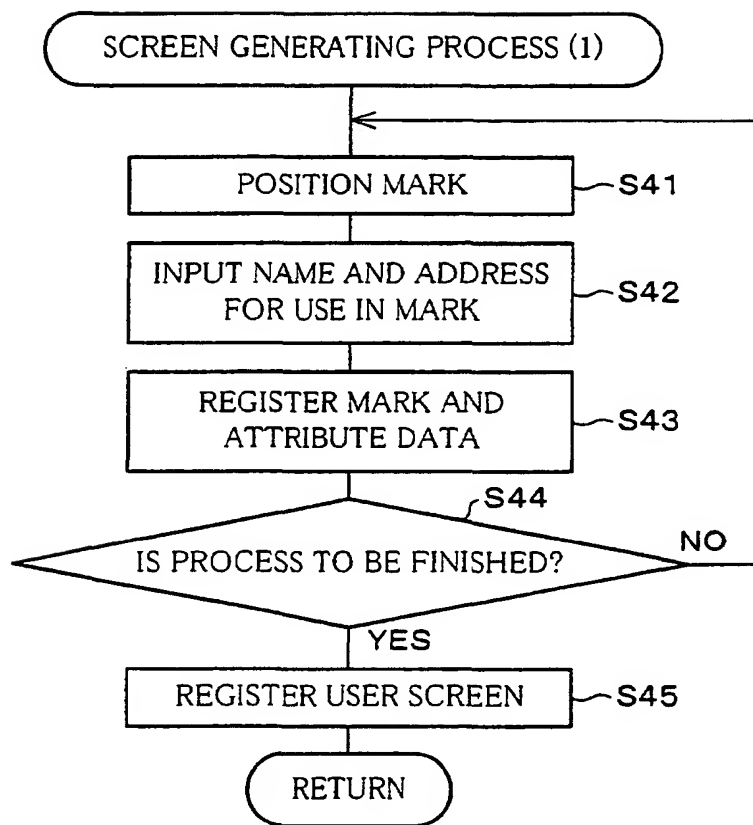 SCREEN GENERATING PROCESS (1)
POSITION MARK
S41
INPUT NAME AND ADDRESS
FOR USE IN MARK
S42
REGISTER MARK AND
ATTRIBUTE DATA
S43
S44
IS PROCESS TO BE FINISHED?
NO
YES
REGISTER USER SCREEN
S45
RETURN